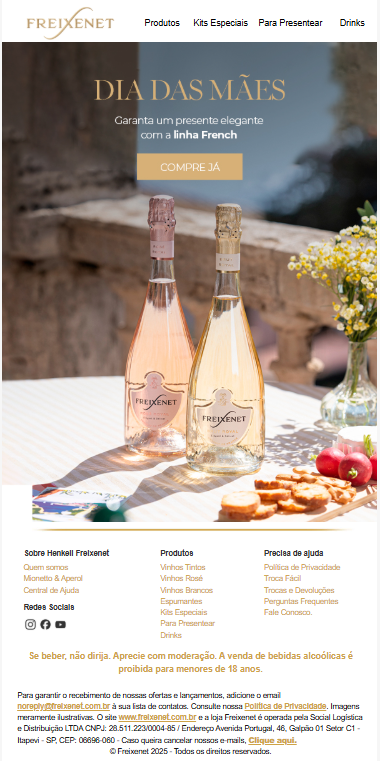 FREIXENET
Produtos Kits Especiais Para Presentear Drinks
DIA DAS MÃES
Garanta um presente elegante
com a linha French
COMPRE JÁ
FREIXENET
FREIXENET
Sobre Henkell Freixenet
Quem somos
Mionetto & Aperol
Central de Ajuda
Redes Sociais
Produtos
Vinhos Tintos
Vinhos Rosé
Vinhos Brancos
Espumantes
Kits Especiais
Para Presentear
Drinks
Precisa de ajuda
Política de Privacidade
Troca Fácil
Trocas e Devoluções
Perguntas Frequentes
Fale Conosco.
Se beber, não dirija. Aprecie com moderação. A venda de bebidas alcoólicas é
proibida para menores de 18 anos.
Para garantir o recebimento de nossas ofertas e lançamentos, adicione o email
noreply@freixenet.com.br à sua lista de contatos. Consulte nossa Política de Privacidade. Imagens
meramente ilustrativas. O site www.freixenet.com.br e a loja Freixenet é operada pela Social Logística
e Distribuição LTDA CNPJ: 28.511.223/0004-85 / Endereço Avenida Portugal, 46, Galpão 01 Setor C1 -
Itapevi - SP, CEP: 06696-060 - Caso queira cancelar nossos e-mails, Clique aqui.
© Freixenet 2025 - Todos os direitos reservados.